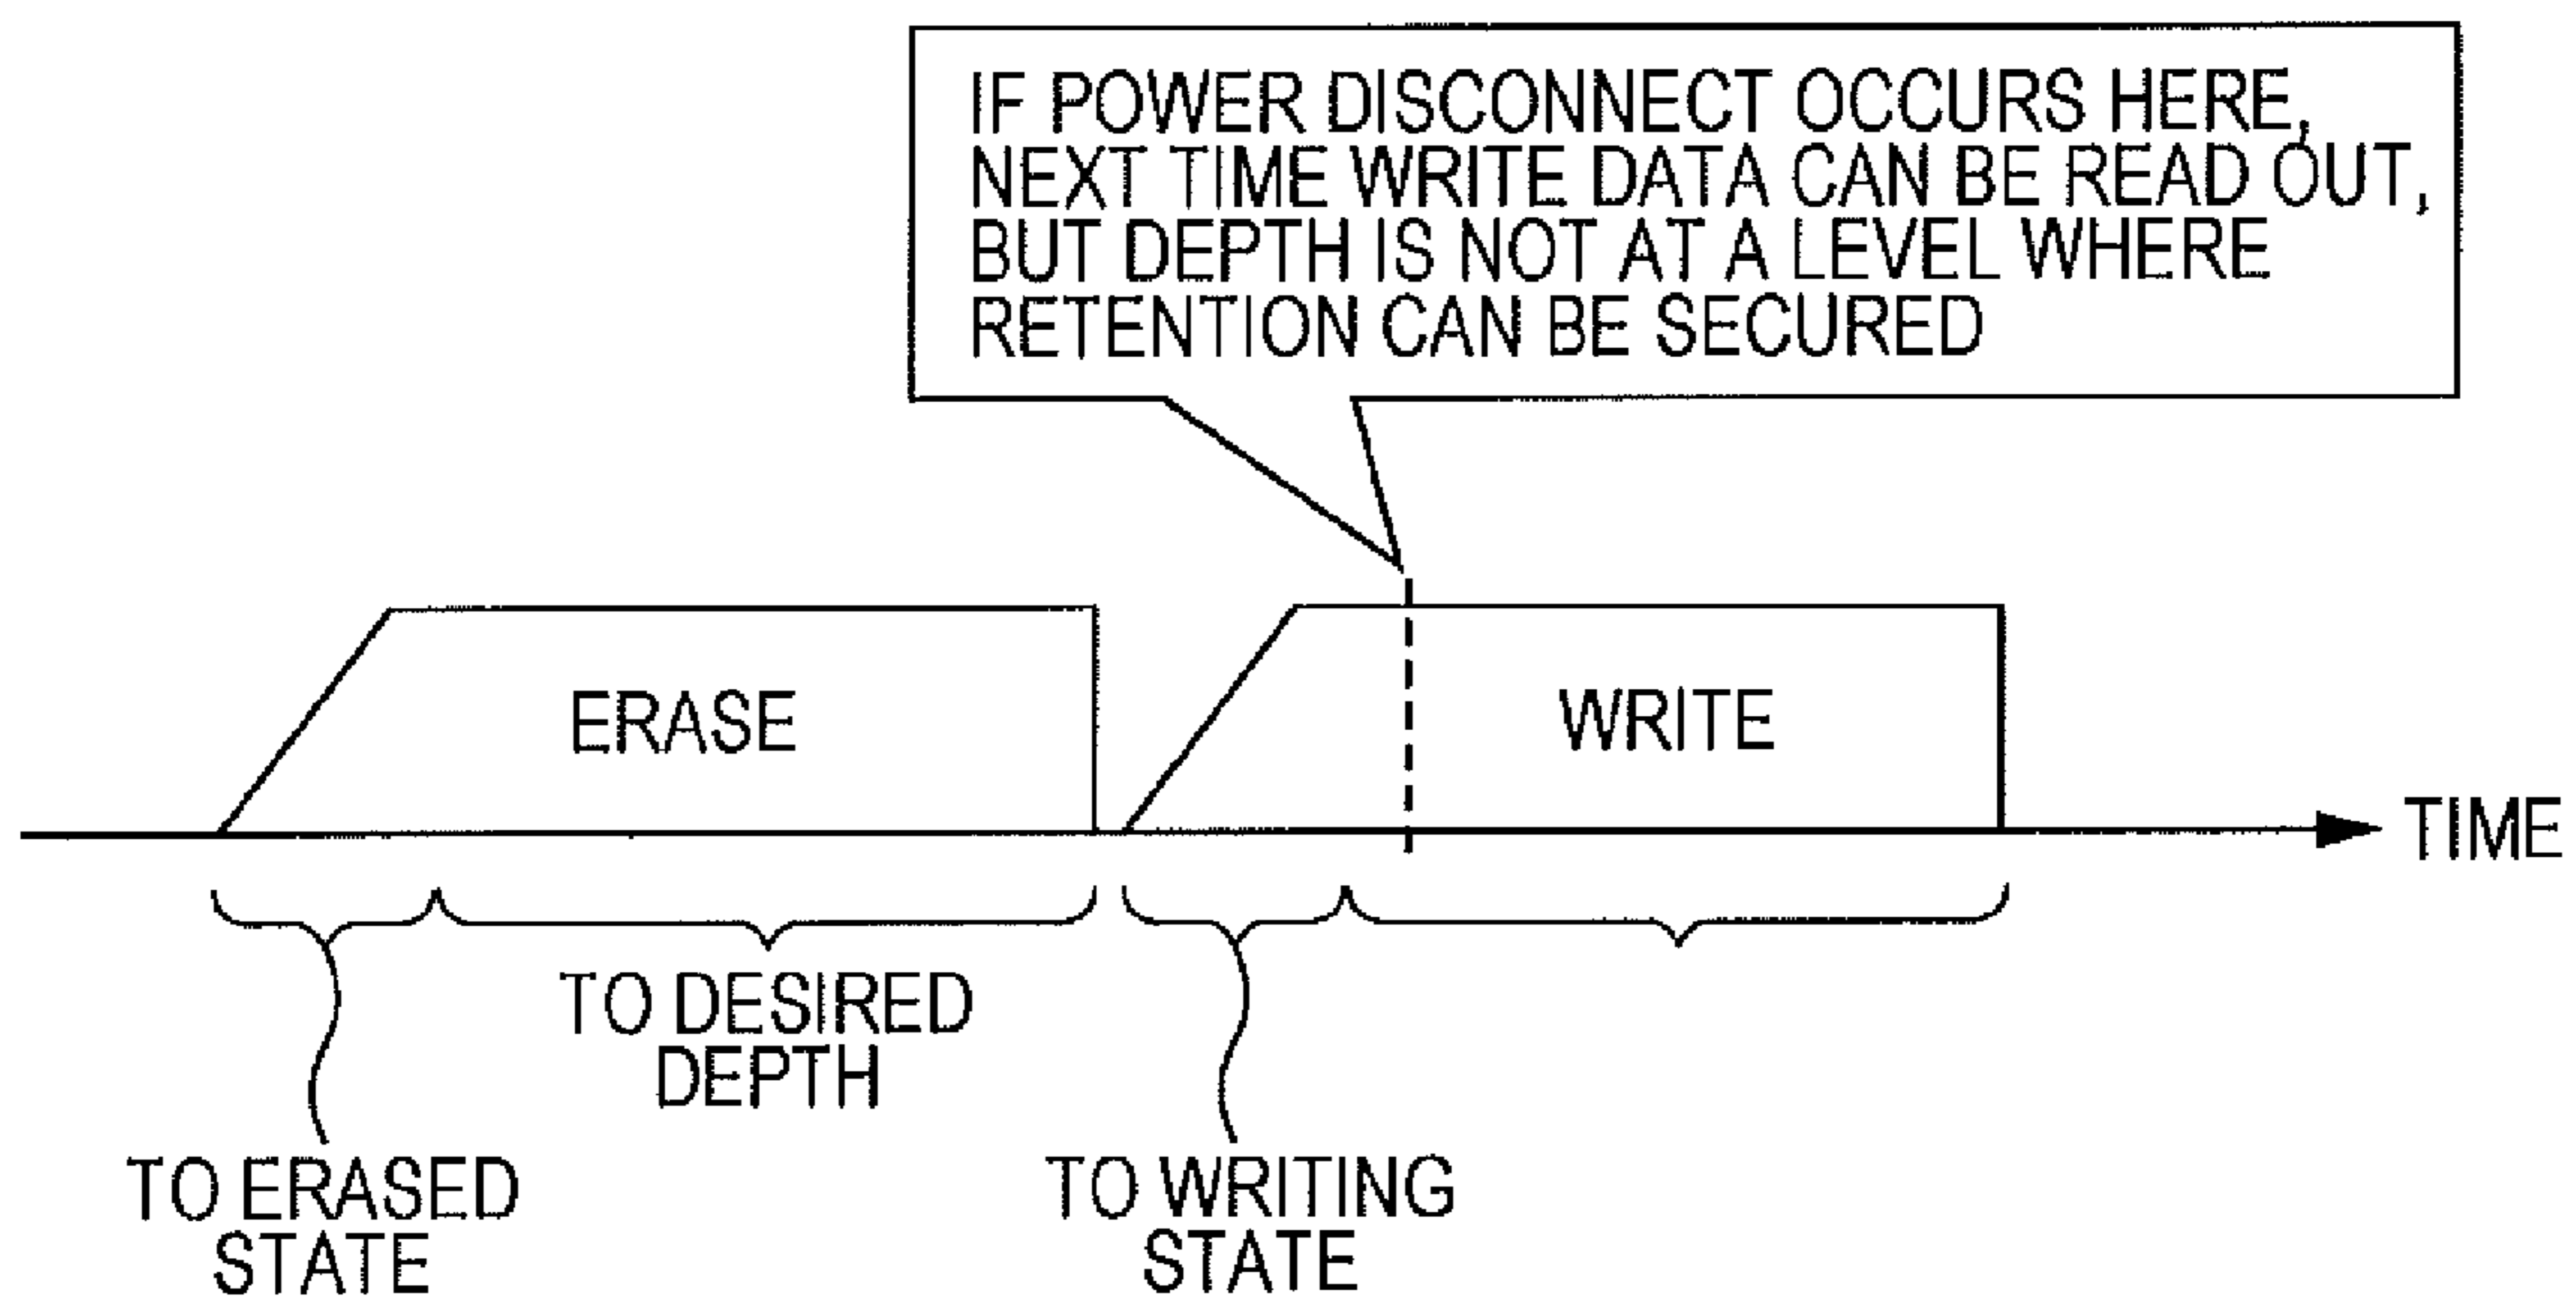 IF POWER DISCONNECT OCCURS HERE,
NEXT TIME WRITE DATA CAN BE READ OUT,
BUT DEPTH IS NOT AT A LEVEL WHERE
RETENTION CAN BE SECURED
ERASE
WRITE
TIME
TO DESIRED
DEPTH
TO ERASED
STATE
TO WRITING
STATE